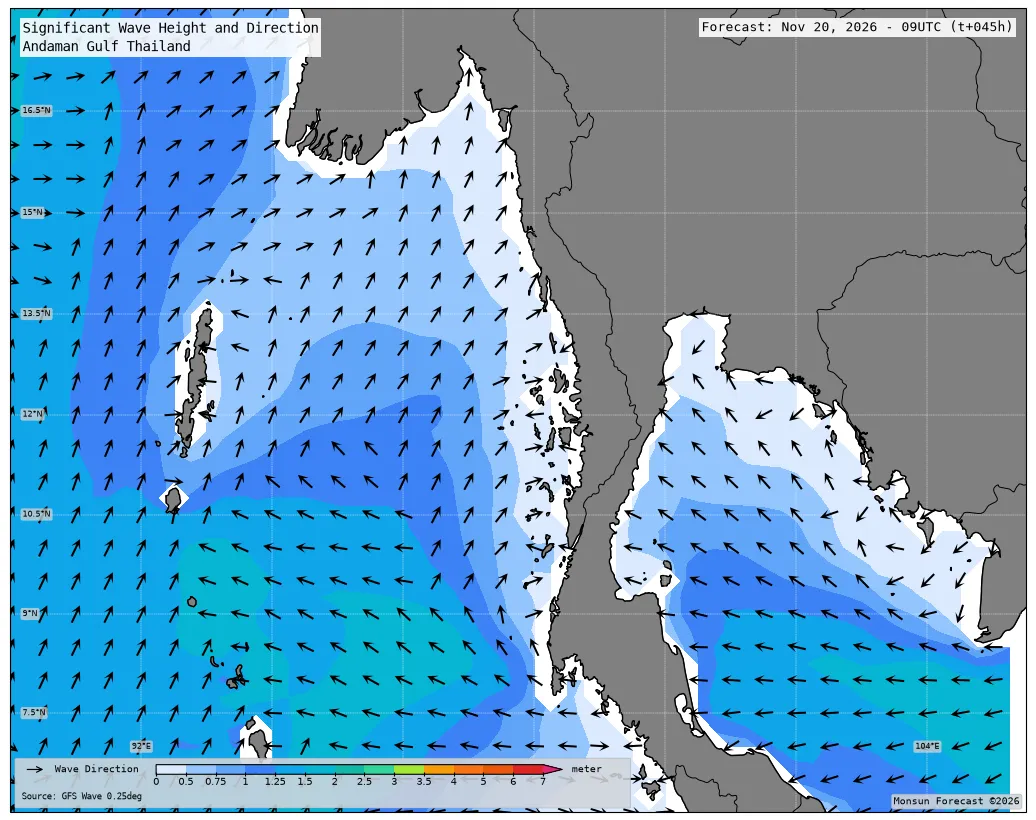 Significant Wave Height and Direction
Andaman Gulf Thailand
Forecast: Nov 20, 2026 - 09UTC (t+045h)
16.5°N
15°N
13.5°N
12°N
10.5°N
9°N
7.5°N
92°E
104°E
Wave Direction
0 0.5 0.75 1 1.25 1.5 2 2.5 3 3.5 4 5 6 7
meter
Source: GFS Wave 0.25deg
Monsun Forecast ©2026